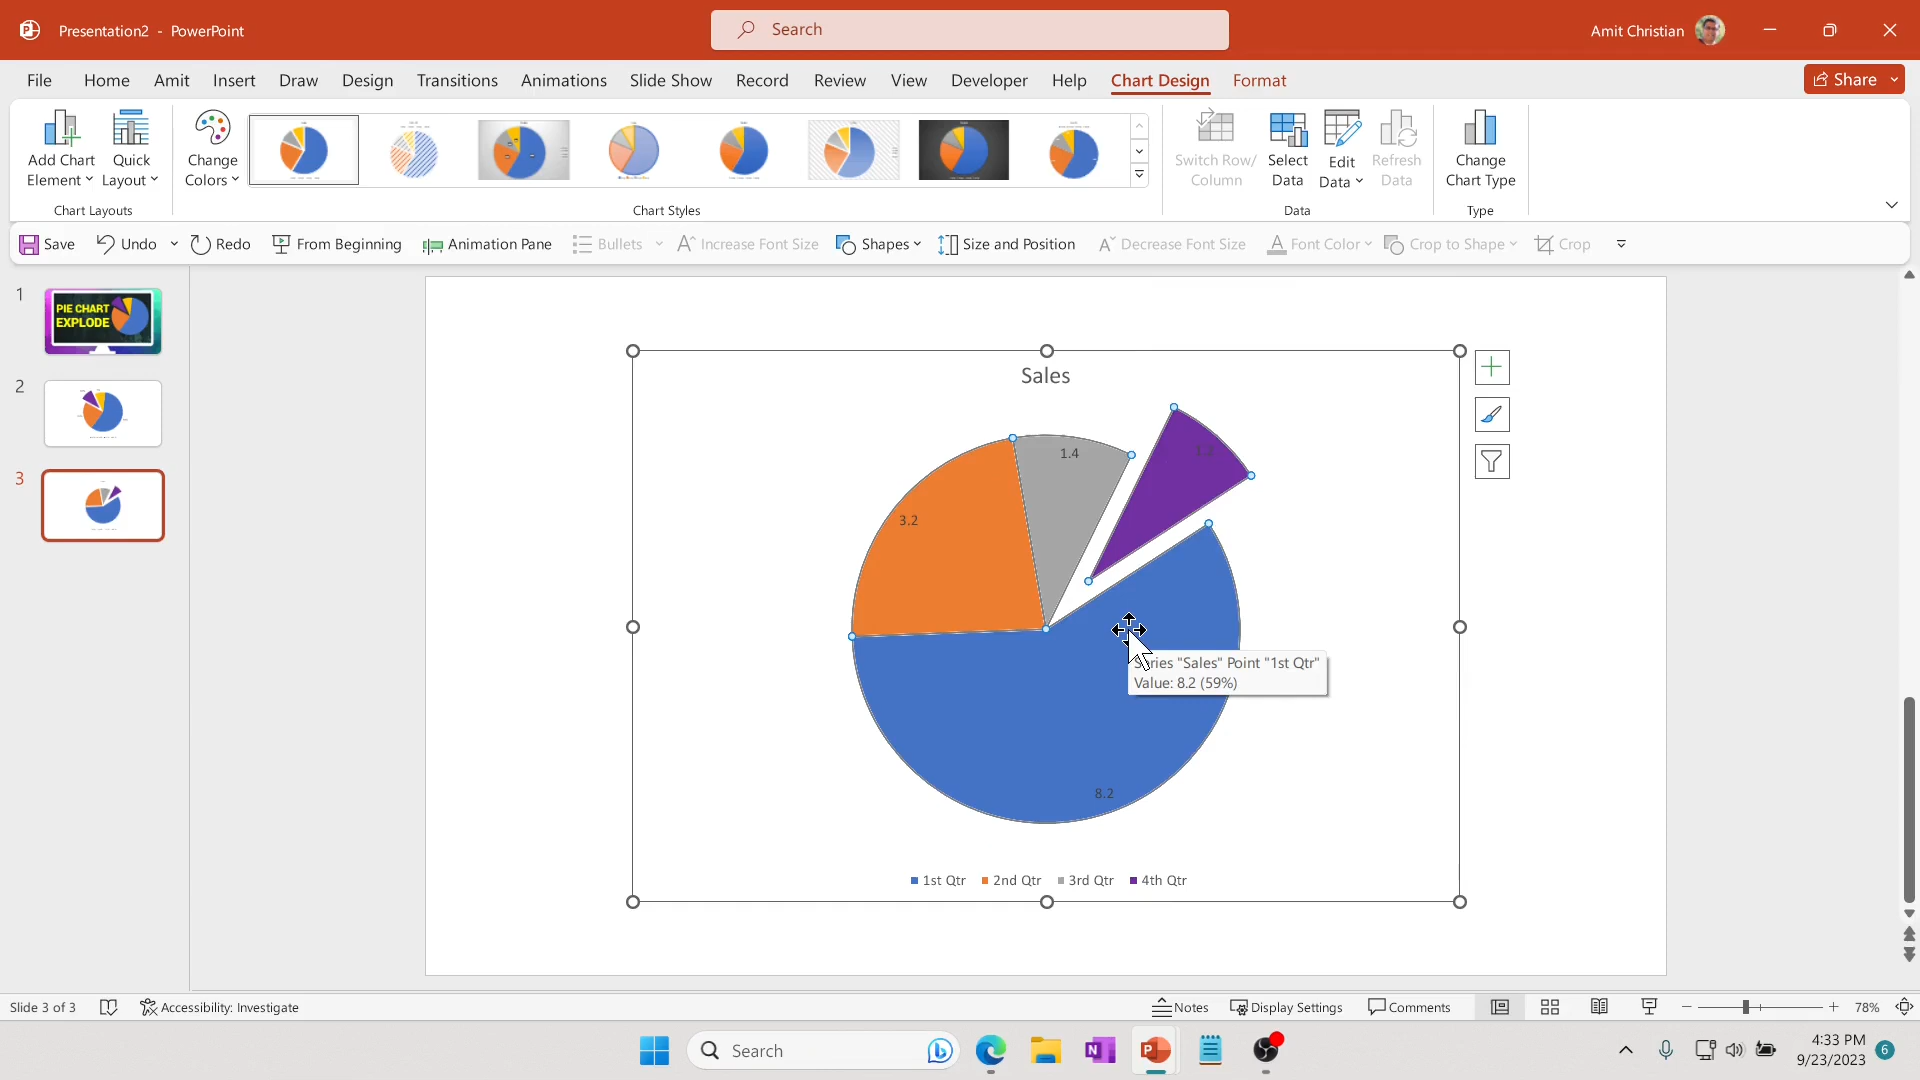 Presentation2 - PowerPoint
Search
Amit Christian
File Home Amit Insert Draw Design Transitions Animations Slide Show Record Review View Developer Help Chart Design Format
Share
Add Chart Element
Quick Layout
Change Colors
Switch Row/ Column
Select Data
Edit Data
Refresh Data
Change Chart Type
Chart Layouts
Chart Styles
Data
Type
Save Undo Redo From Beginning Animation Pane Bullets Increase Font Size Shapes Size and Position Decrease Font Size Font Color Crop to Shape Crop
1
PIE CHART
EXPLODE
2
3
Sales
1.4
1.2
3.2
8.2
Series "Sales" Point "1st Qtr"
Value: 8.2 (59%)
1st Qtr 2nd Qtr 3rd Qtr 4th Qtr
Slide 3 of 3
Accessibility: Investigate
Notes
Display Settings
Comments
78%
Search
4:33 PM
9/23/2023
6